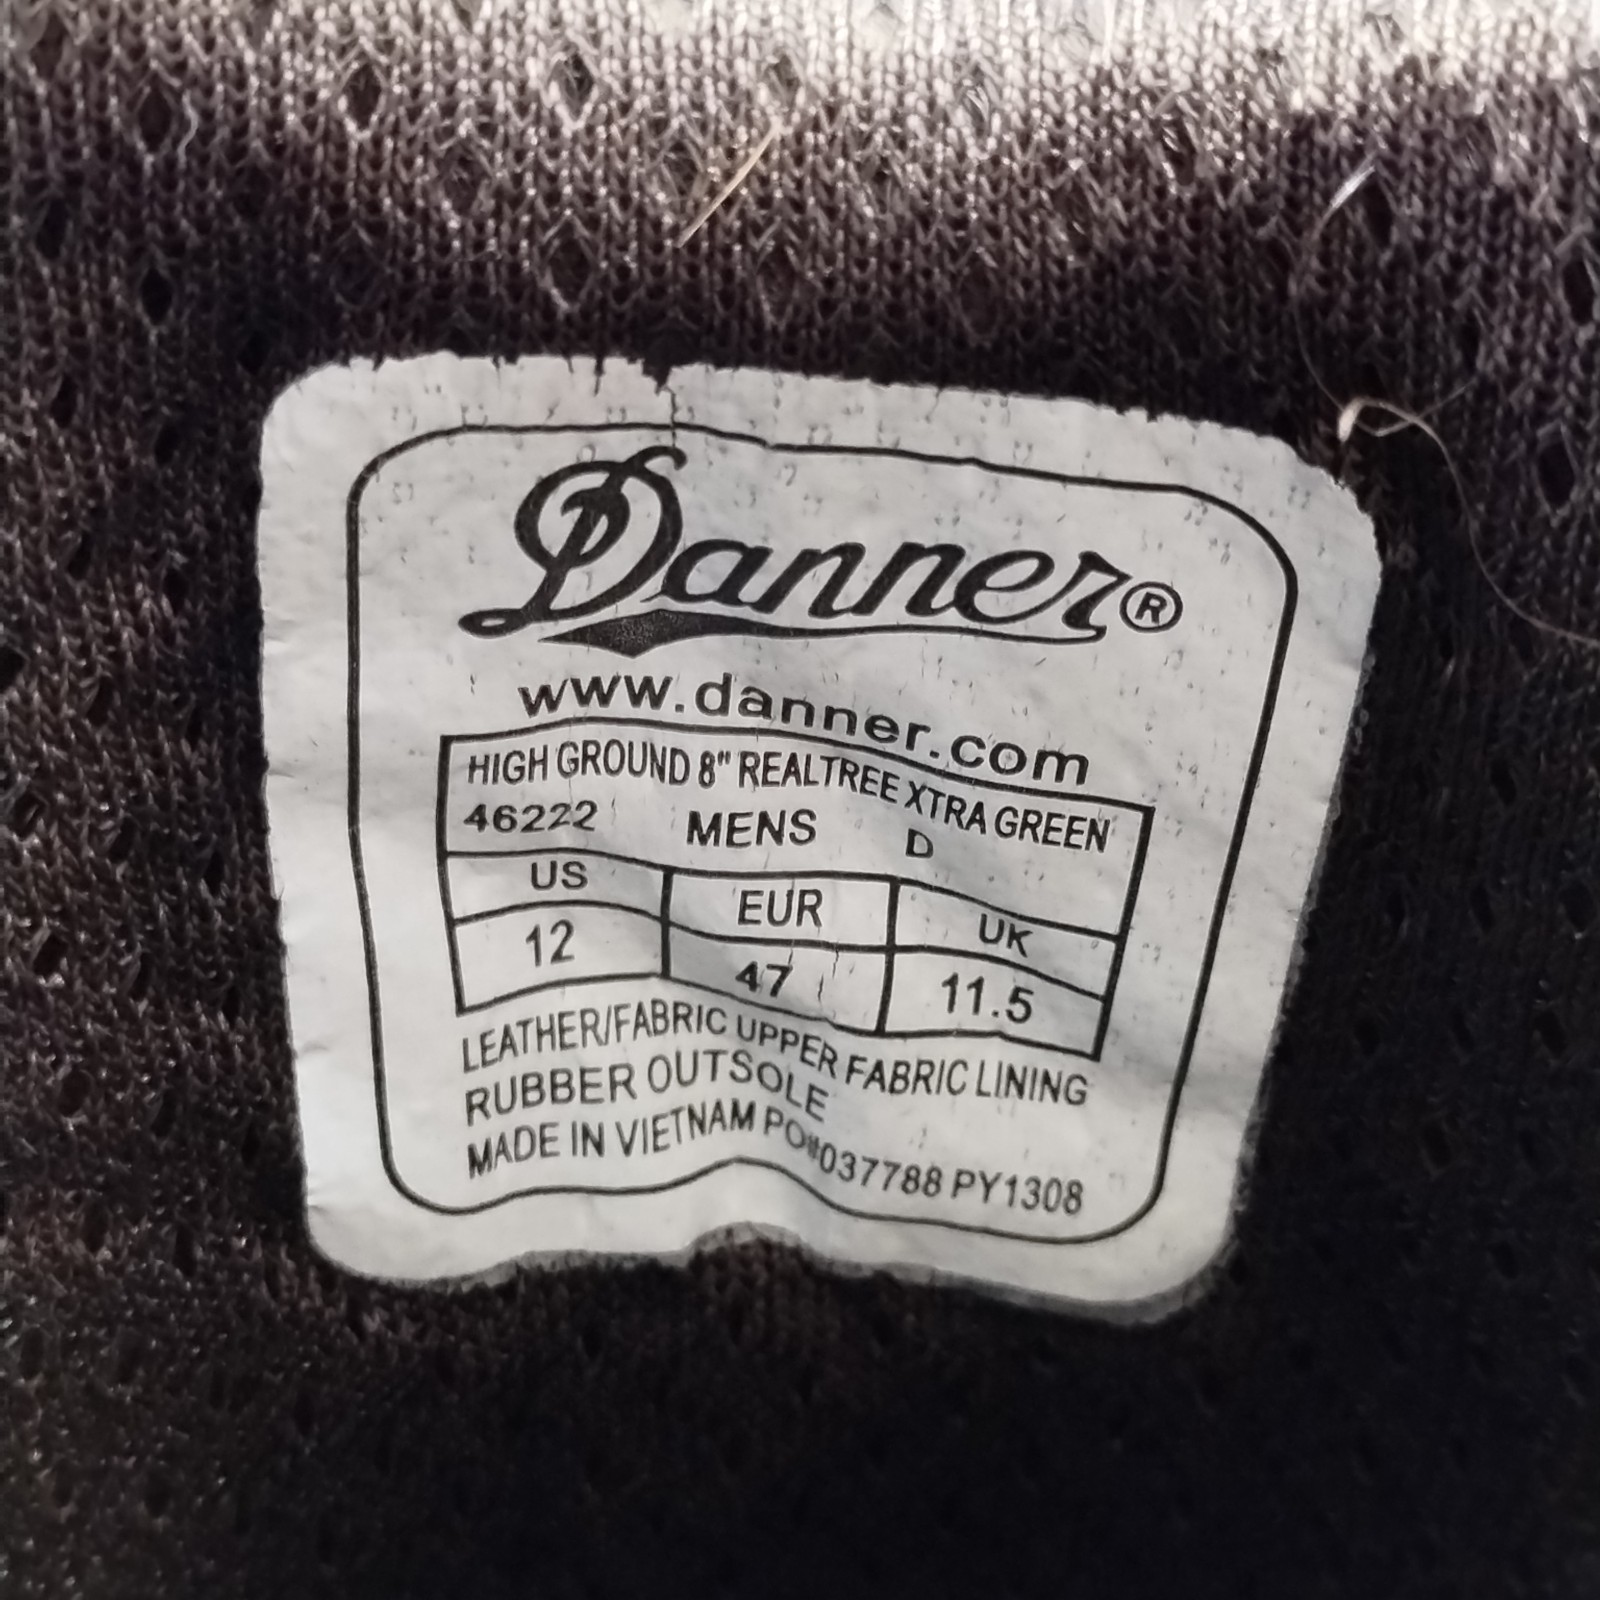 Danner®
www.danner.com
HIGH GROUND 8" REALTREE XTRA GREEN
46222 MENS D
US EUR UK
12 47 11.5
LEATHER/FABRIC UPPER FABRIC LINING
RUBBER OUTSOLE
MADE IN VIETNAM PO#037788 PY1308